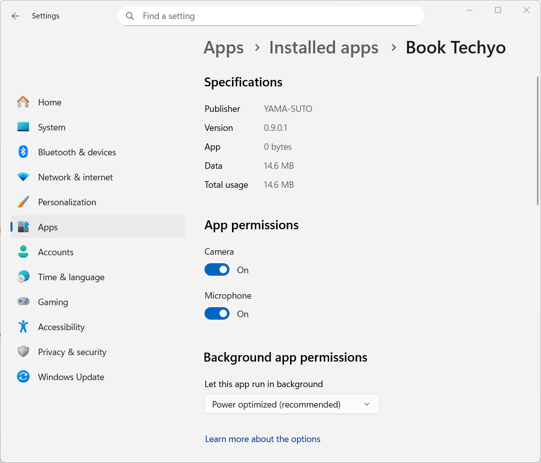 Settings
Find a setting
Apps > Installed apps > Book Techyo
Home
System
Bluetooth & devices
Network & internet
Personalization
Apps
Accounts
Time & language
Gaming
Accessibility
Privacy & security
Windows Update
Specifications
Publisher YAMA-SUTO
Version 0.9.0.1
App 0 bytes
Data 14.6 MB
Total usage 14.6 MB
App permissions
Camera
On
Microphone
On
Background app permissions
Let this app run in background
Power optimized (recommended)
Learn more about the options